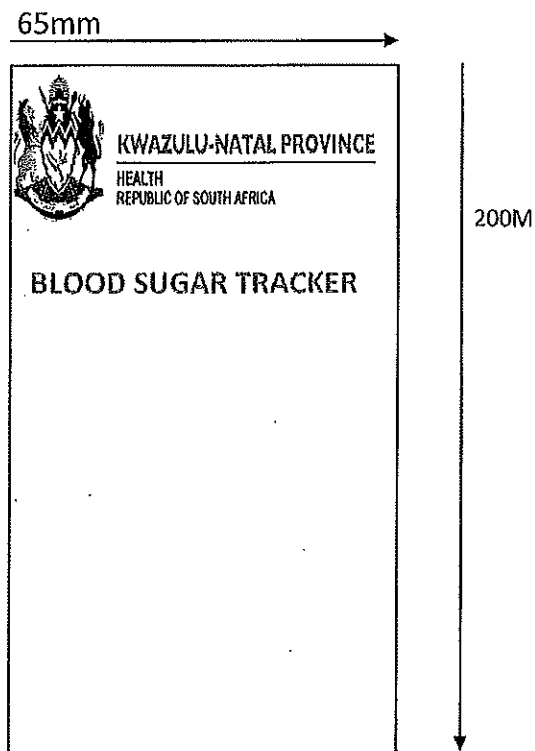 65mm
KWAZULU-NATAL PROVINCE
HEALTH
REPUBLIC OF SOUTH AFRICA
200M
BLOOD SUGAR TRACKER